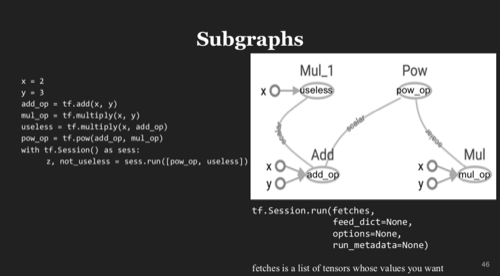 Subgraphs
x = 2
y = 3
add_op = tf.add(x, y)
mul_op = tf.multiply(x, y)
useless = tf.multiply(x, add_op)
pow_op = tf.pow(add_op, mul_op)
with tf.Session() as sess:
z, not_useless = sess.run([pow_op, useless])
Mul_1
Pow
x
useless
pow_op
scalar
scalar
scalar
Add
Mul
x
add_op
y
x
mul_op
y
tf.Session.run(fetches,
feed_dict=None,
options=None,
run_metadata=None)
fetches is a list of tensors whose values you want
46